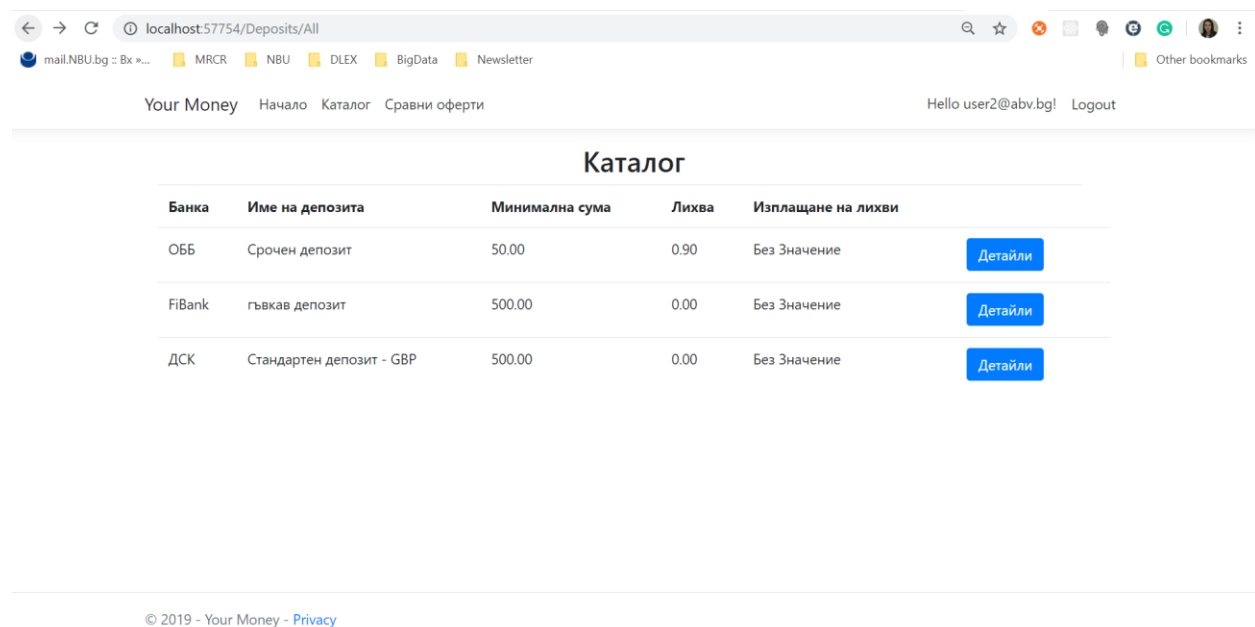 localhost:57754/Deposits/All
mail.NBU.bg :: Вх »... MRCR NBU DLEX BigData Newsletter Other bookmarks
Your Money Начало Каталог Сравни оферти Hello user2@abv.bg! Logout
Каталог
Банка Име на депозита Минимална сума Лихва Изплащане на лихви
ОББ Срочен депозит 50.00 0.90 Без Значение Детайли
FiBank гъвкав депозит 500.00 0.00 Без Значение Детайли
ДСК Стандартен депозит - GBP 500.00 0.00 Без Значение Детайли
© 2019 - Your Money - Privacy